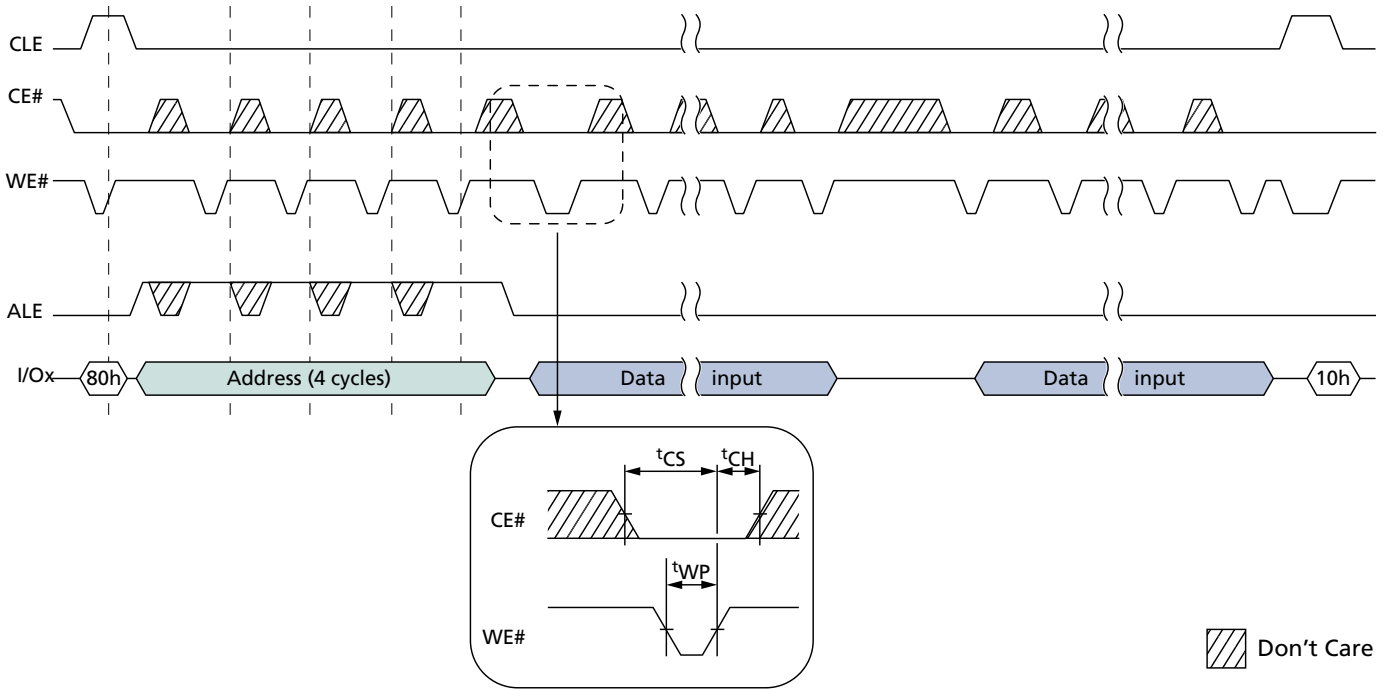 CLE
CE#
WE#
ALE
I/Ox
80h
Address (4 cycles)
Data input
Data input
10h
tCS
tCH
CE#
tWP
WE#
Don't Care